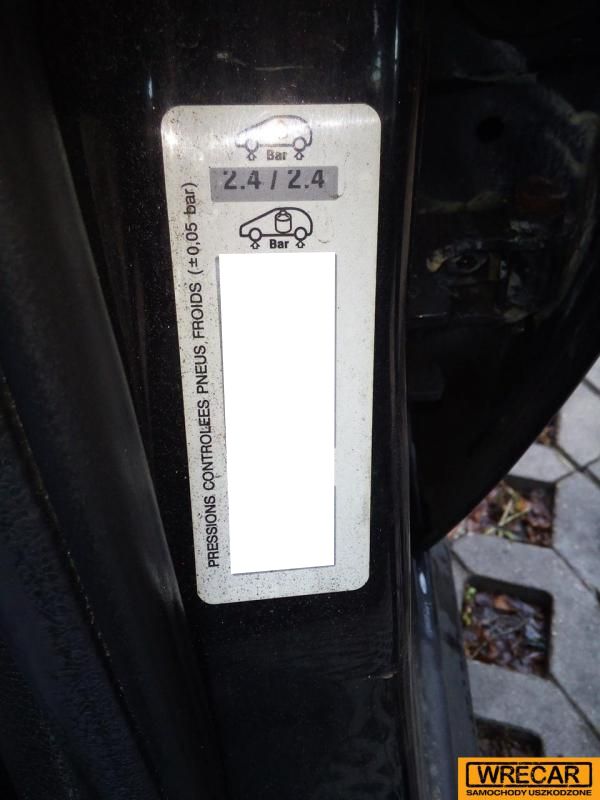 Bar
2.4 / 2.4
Bar
PRESSIONS CONTROLEES PNEUS FROIDS (±0,05 bar)
WRECAR
SAMOCHODY USZKODZONE